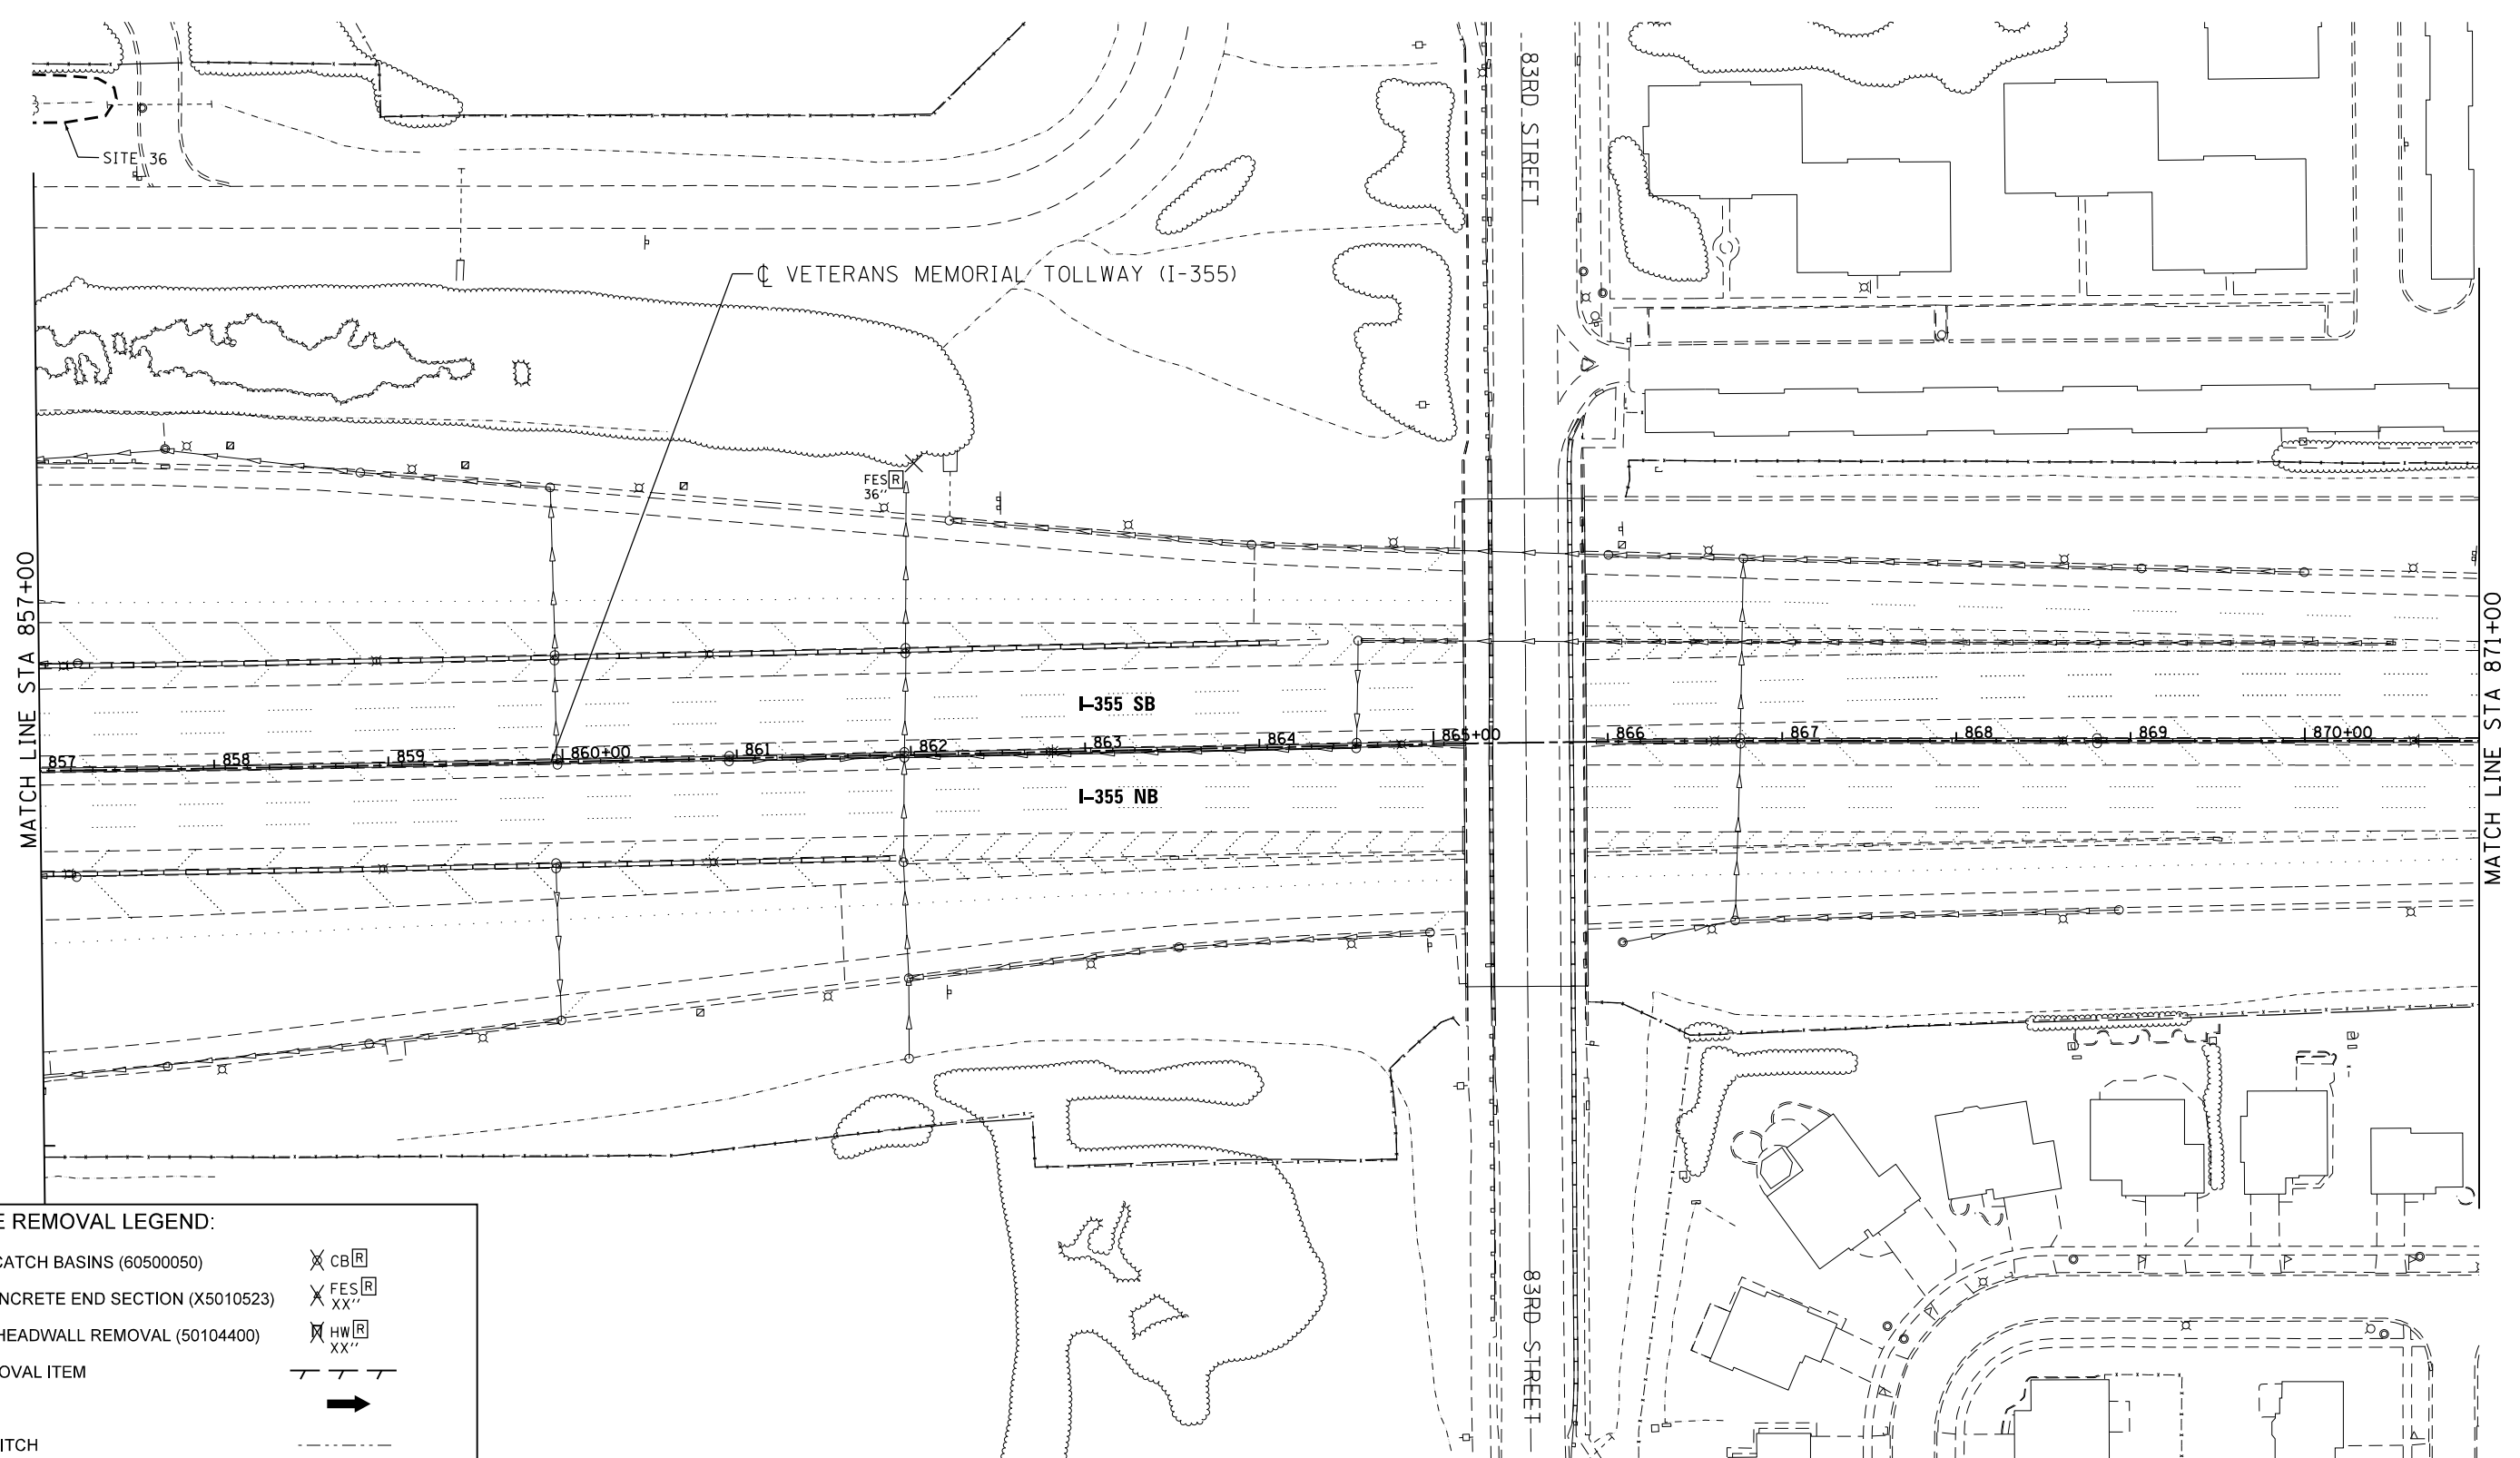 83RD STREET
SITE 36
℄ VETERANS MEMORIAL TOLLWAY (I-355)
FES R
36''
MATCH LINE STA 857+00
MATCH LINE STA 871+00
I-355 SB
857
858
859
860+00
861
862
863
864
865+00
866
867
868
869
870+00
I-355 NB
83RD STREET
E REMOVAL LEGEND:
CATCH BASINS (60500050) CB R
NCRETE END SECTION (X5010523) FES R
XX''
HEADWALL REMOVAL (50104400) HW R
XX''
OVAL ITEM
ITCH